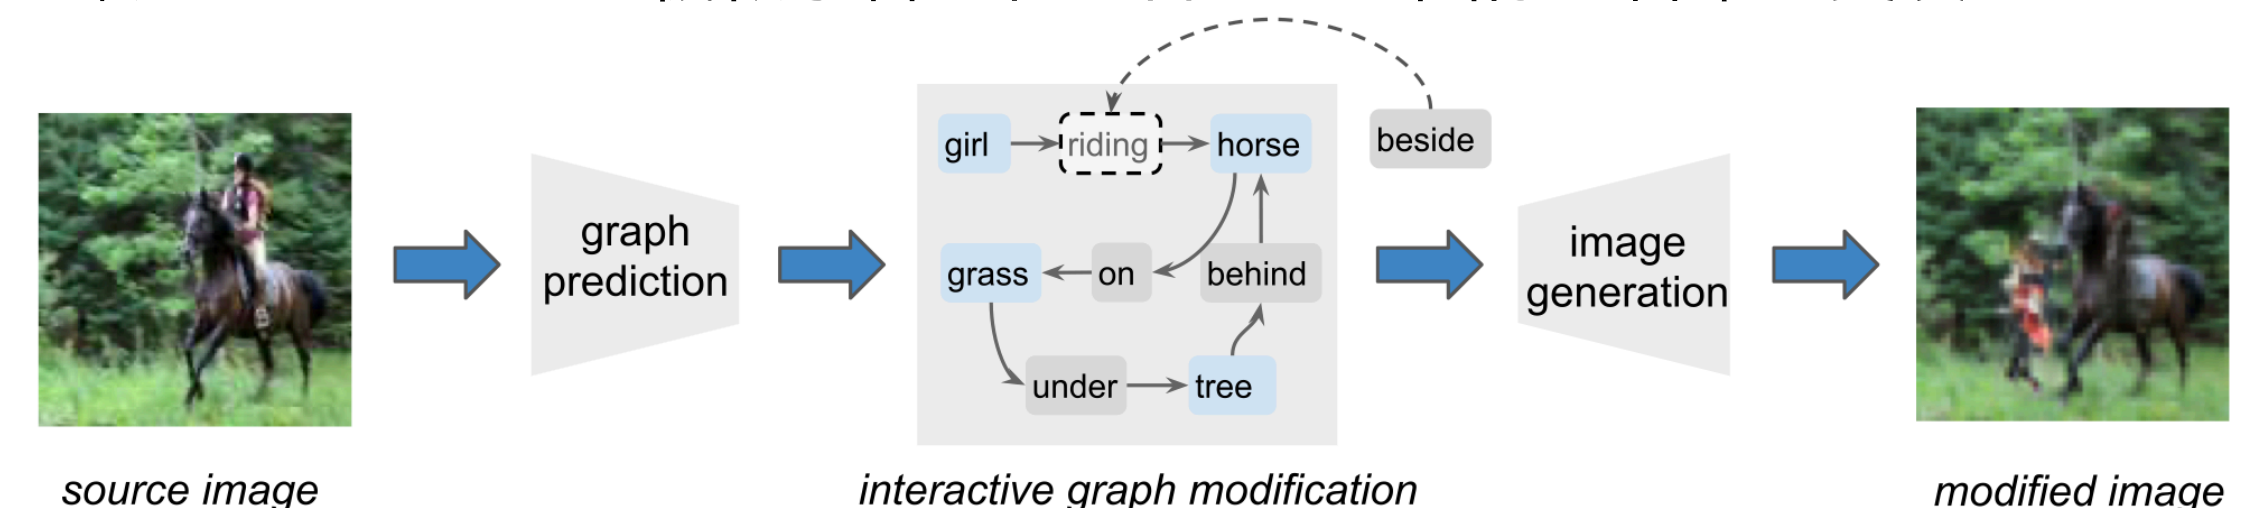 girl
riding
horse
beside
graph
prediction
grass
on
behind
image
generation
under
tree
source image
interactive graph modification
modified image